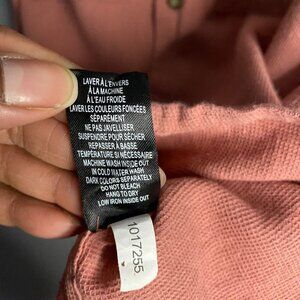 LAVER À L'ENVERS
À LA MACHINE
À L'EAU FROIDE
LAVER LES COULEURS FONCÉES
SÉPARÉMENT
NE PAS JAVELLISER
SUSPENDRE POUR SÉCHER
REPASSER À BASSE
TEMPÉRATURE SI NÉCESSAIRE
MACHINE WASH INSIDE OUT
IN COLD WATER WASH
DARK COLORS SEPARATELY
DO NOT BLEACH
HANG TO DRY
LOW IRON INSIDE OUT
1017255